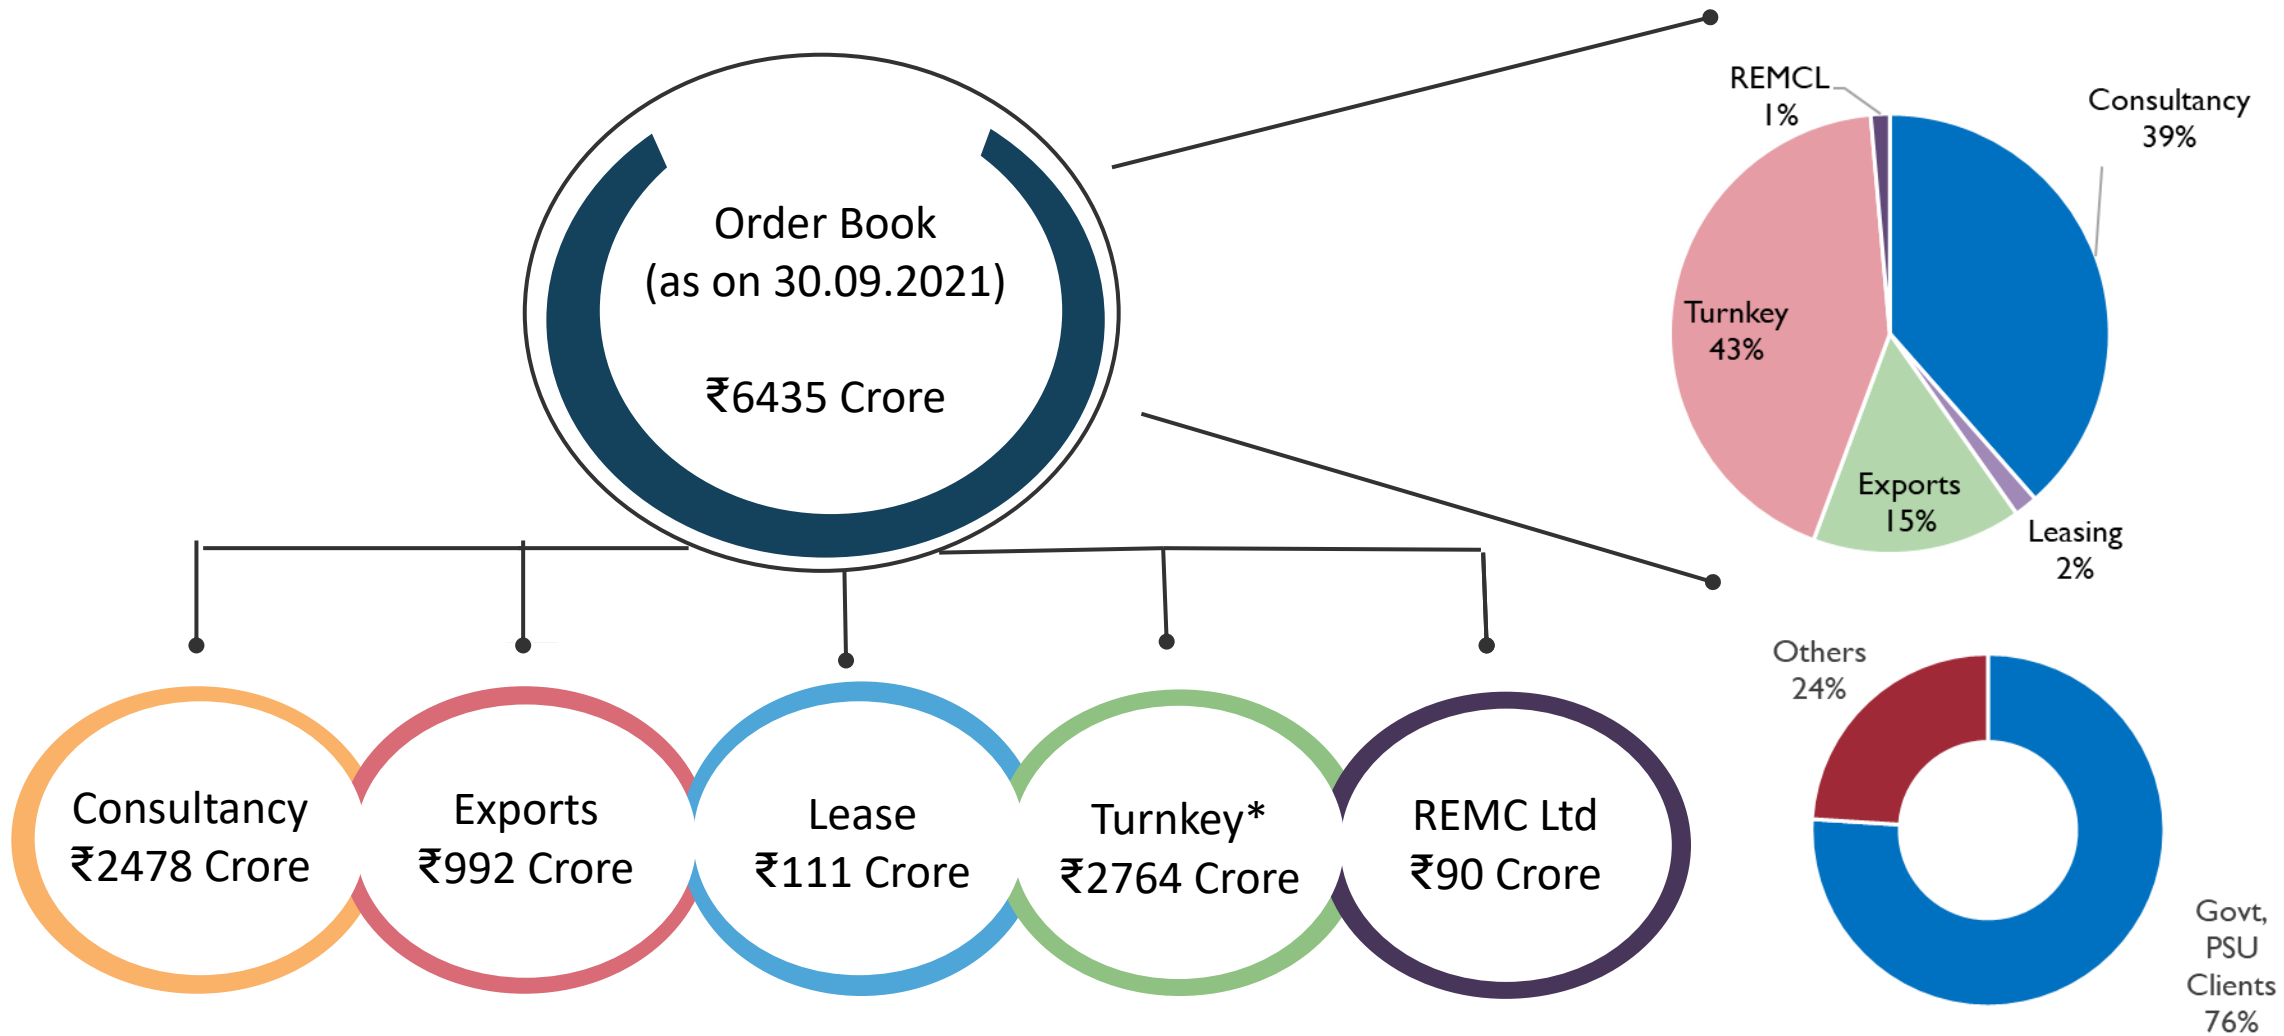 Order Book
(as on 30.09.2021)
₹6435 Crore
Consultancy
₹2478 Crore
Exports
₹992 Crore
Lease
₹111 Crore
Turnkey*
₹2764 Crore
REMC Ltd
₹90 Crore
REMCL
1%
Consultancy
39%
Turnkey
43%
Exports
15%
Leasing
2%
Others
24%
Govt,
PSU
Clients
76%